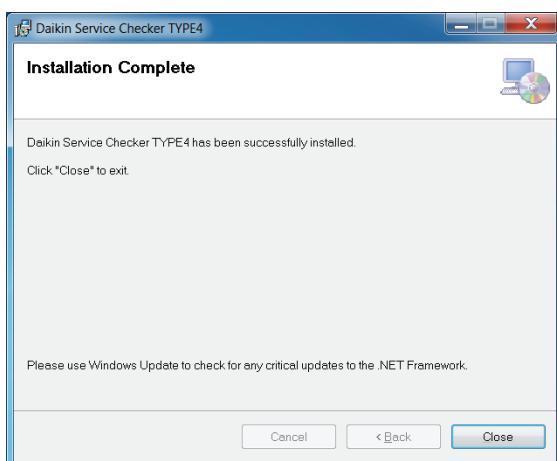 Daikin Service Checker TYPE4
Installation Complete
Daikin Service Checker TYPE4 has been successfully installed.
Click "Close" to exit.
Please use Windows Update to check for any critical updates to the .NET Framework.
Cancel
< Back
Close